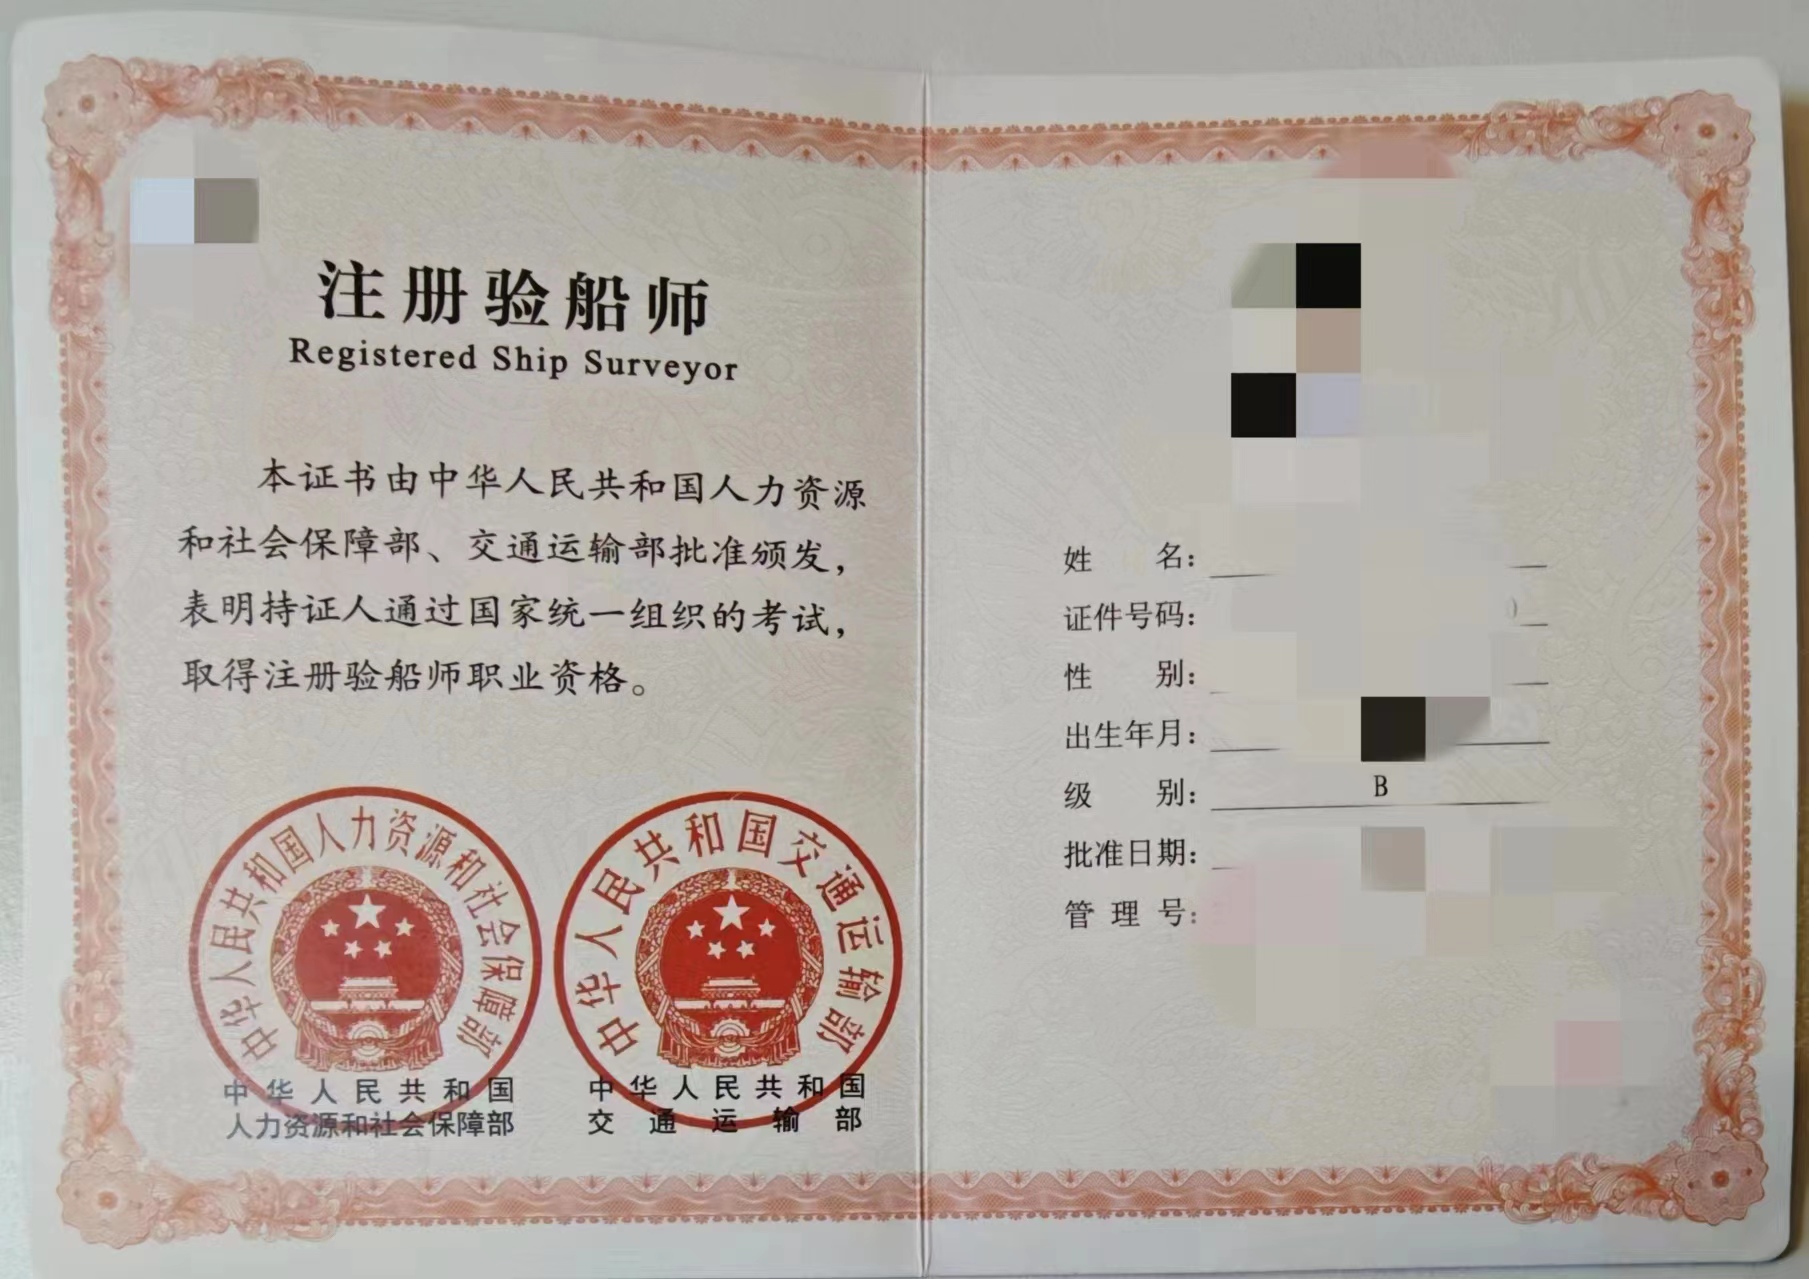 注册验船师
Registered Ship Surveyor
本证书由中华人民共和国人力资源
和社会保障部、交通运输部批准颁发，
表明持证人通过国家统一组织的考试，
取得注册验船师职业资格。
中华人民共和国人力资源和社会保障部
中华人民共和国
人力资源和社会保障部
中华人民共和国交通运输部
中华人民共和国
交通运输部
姓名：
证件号码：
性别：
出生年月：
级别： B
批准日期：
管理号：